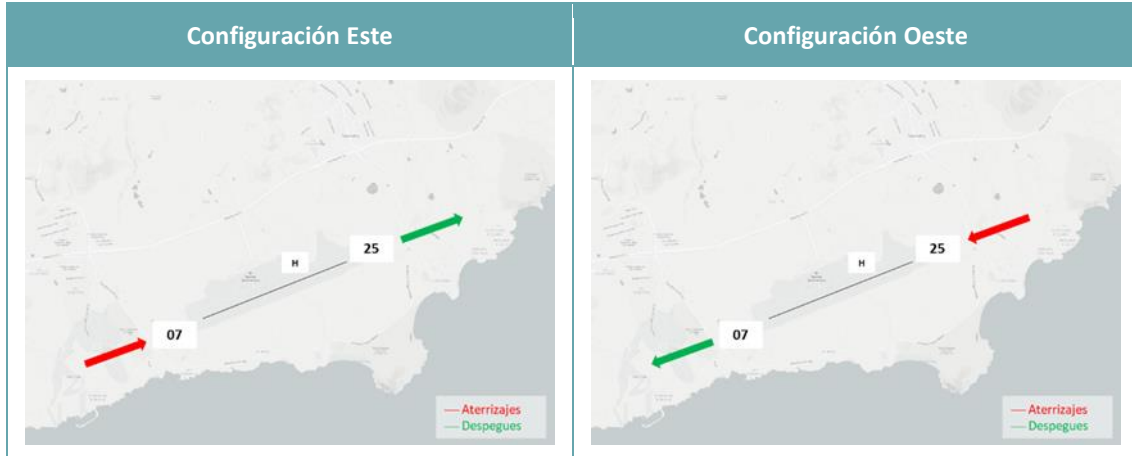 Configuración Este
Configuración Oeste
25
H
07
Aterrizajes
Despegues
25
H
07
Aterrizajes
Despegues